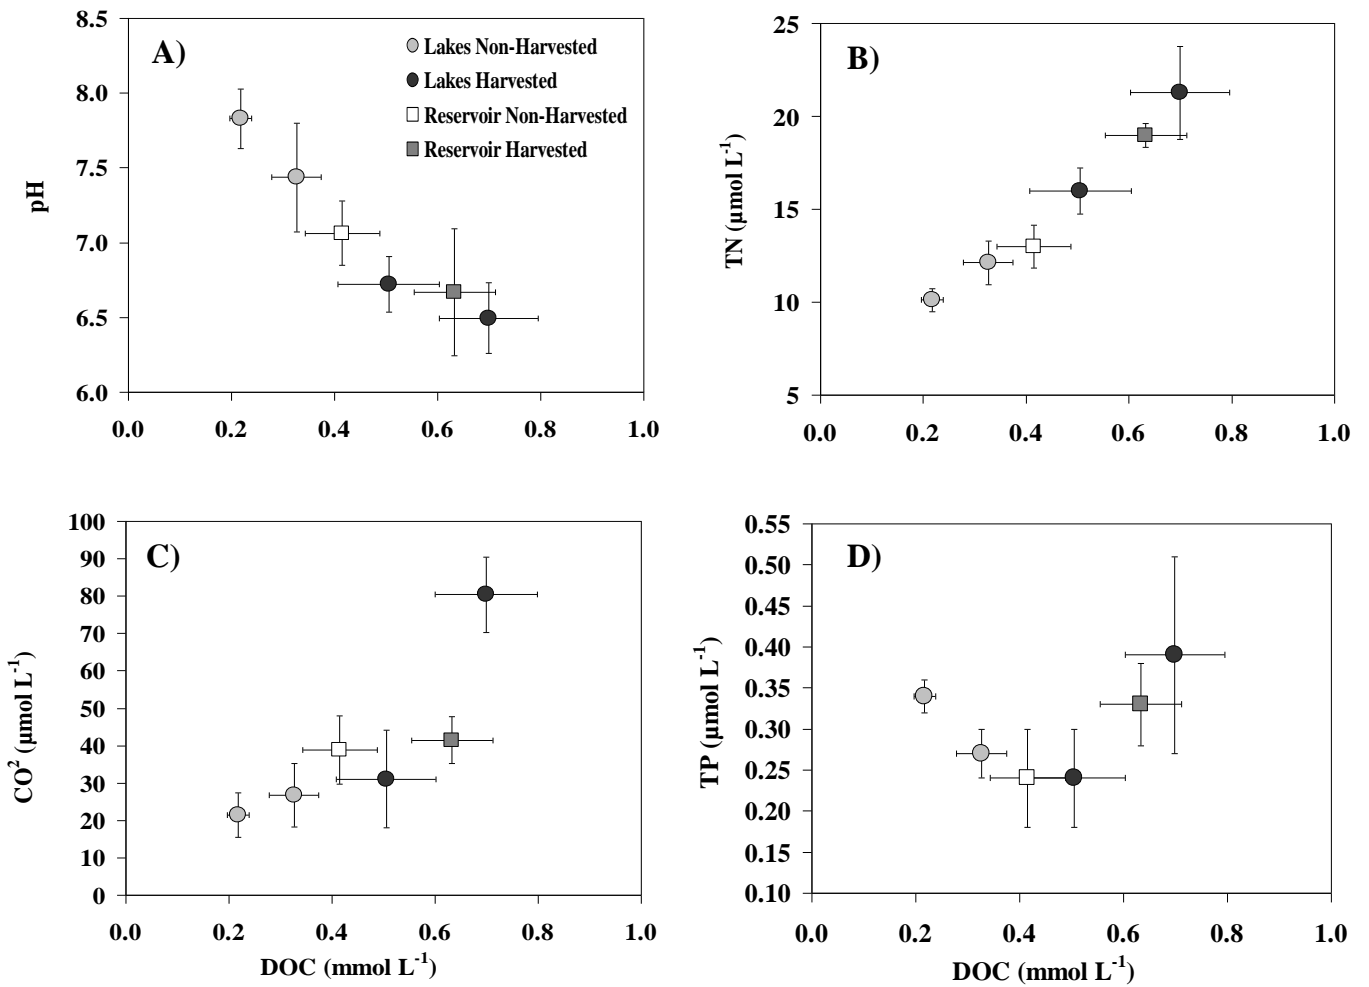 A)
Lakes Non-Harvested
Lakes Harvested
Reservoir Non-Harvested
Reservoir Harvested
pH
8.5
8.0
7.5
7.0
6.5
6.0
0.0 0.2 0.4 0.6 0.8 1.0
B)
TN (µmol L-1)
25
20
15
10
5
0.0 0.2 0.4 0.6 0.8 1.0
C)
CO2 (µmol L-1)
100
90
80
70
60
50
40
30
20
10
0
0.0 0.2 0.4 0.6 0.8 1.0
DOC (mmol L-1)
D)
TP (µmol L-1)
0.55
0.50
0.45
0.40
0.35
0.30
0.25
0.20
0.15
0.10
0.0 0.2 0.4 0.6 0.8 1.0
DOC (mmol L-1)